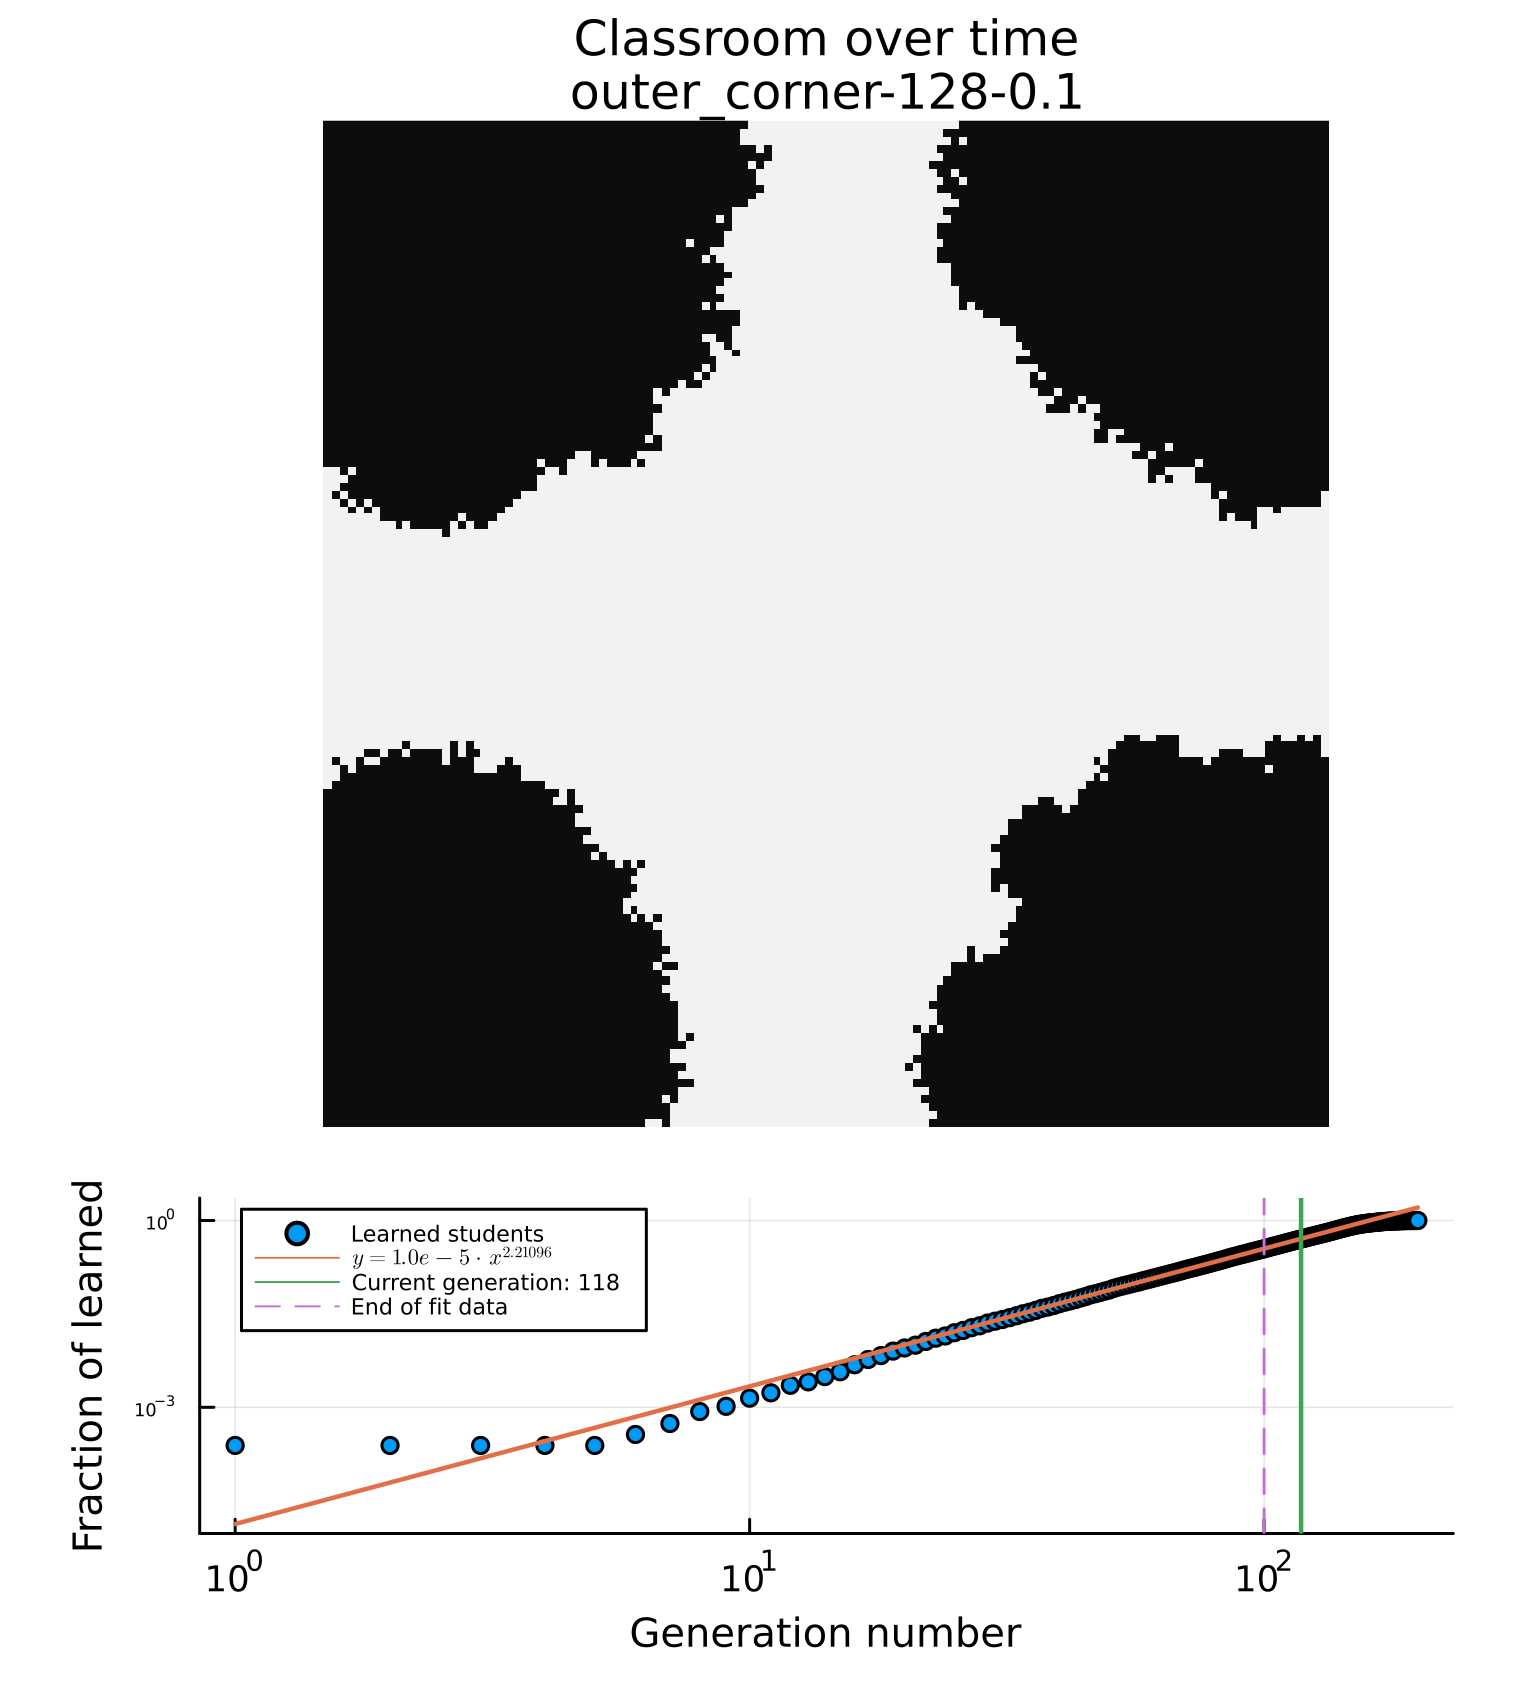 Classroom over time
outer_corner-128-0.1
Fraction of learned
10^0
10^-3
Learned students
y = 1.0e − 5 · x^2.21096
Current generation: 118
End of fit data
10^0 10^1 10^2
Generation number